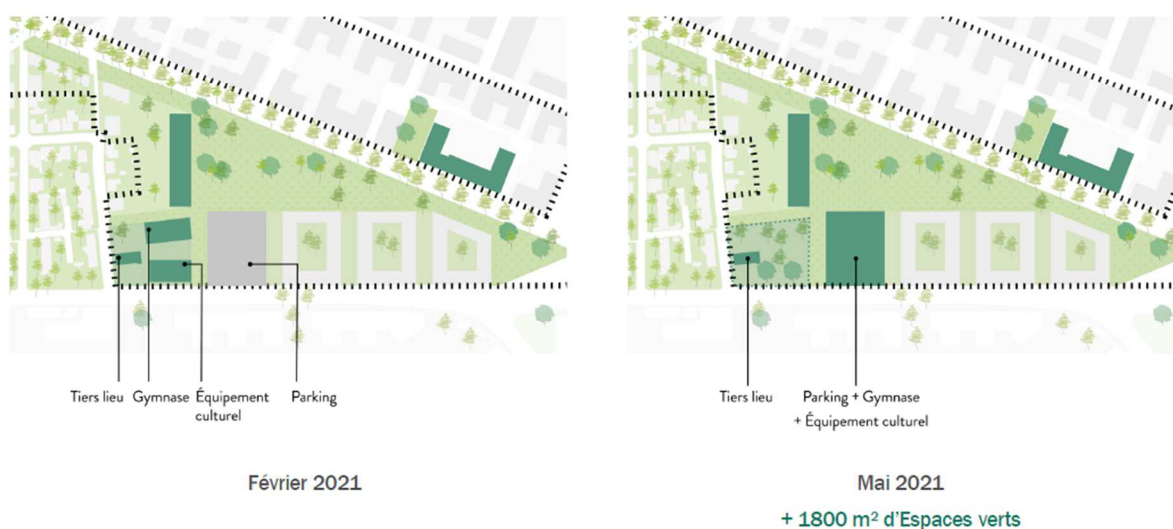 Tiers lieu Gymnase Équipement culturel Parking
Tiers lieu Parking + Gymnase
+ Équipement culturel
Février 2021
Mai 2021
+ 1800 m² d'Espaces verts